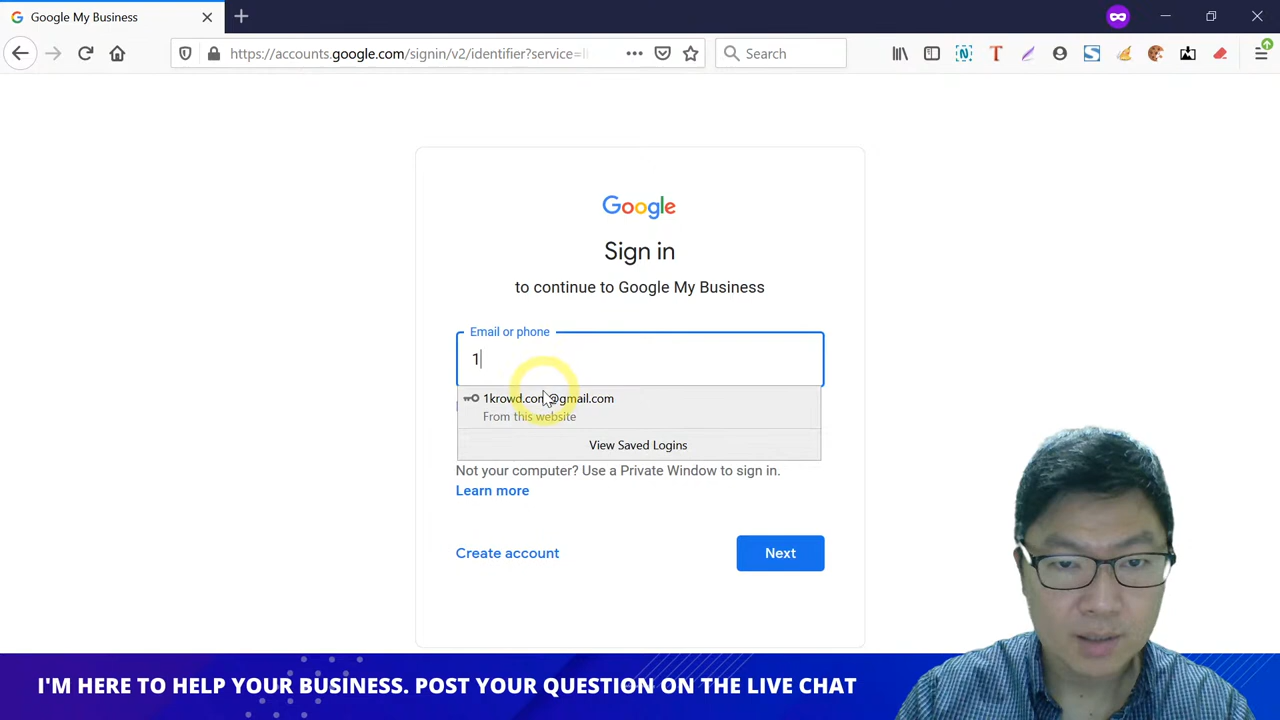 Google My Business
https://accounts.google.com/signin/v2/identifier?service=
Search
Google
Sign in
to continue to Google My Business
Email or phone
1
1krowd.com@gmail.com
From this website
View Saved Logins
Not your computer? Use a Private Window to sign in.
Learn more
Create account
Next
I'M HERE TO HELP YOUR BUSINESS. POST YOUR QUESTION ON THE LIVE CHAT